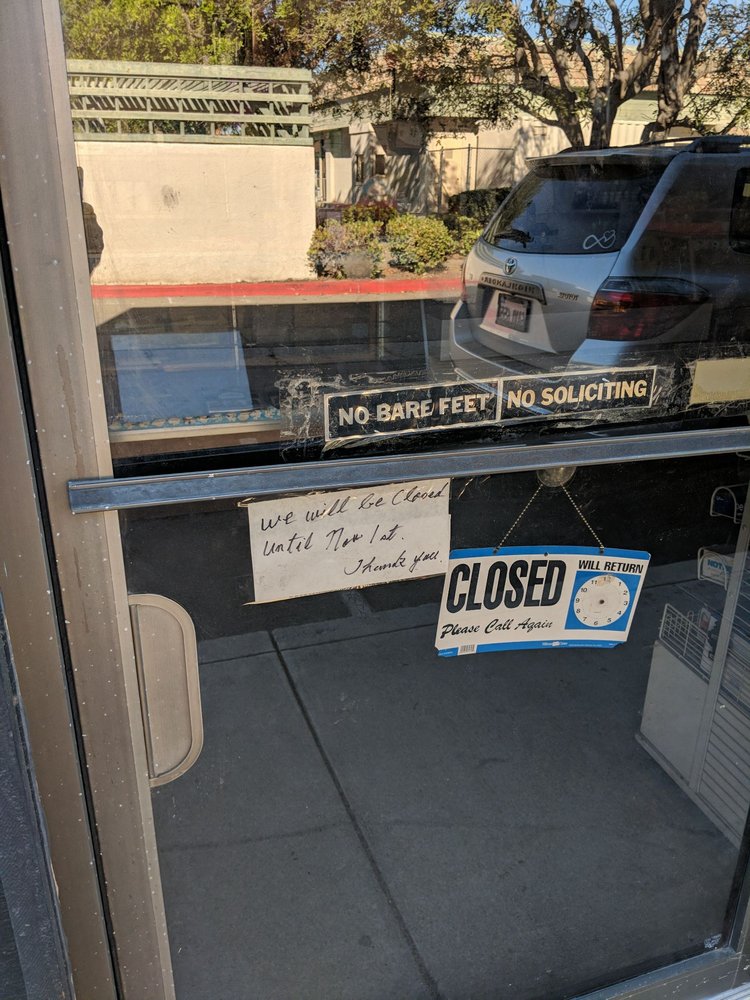 NO BARE FEET
NO SOLICITING
We will be Closed
Until Nov 1st.
Thank you.
CLOSED
WILL RETURN
Please Call Again